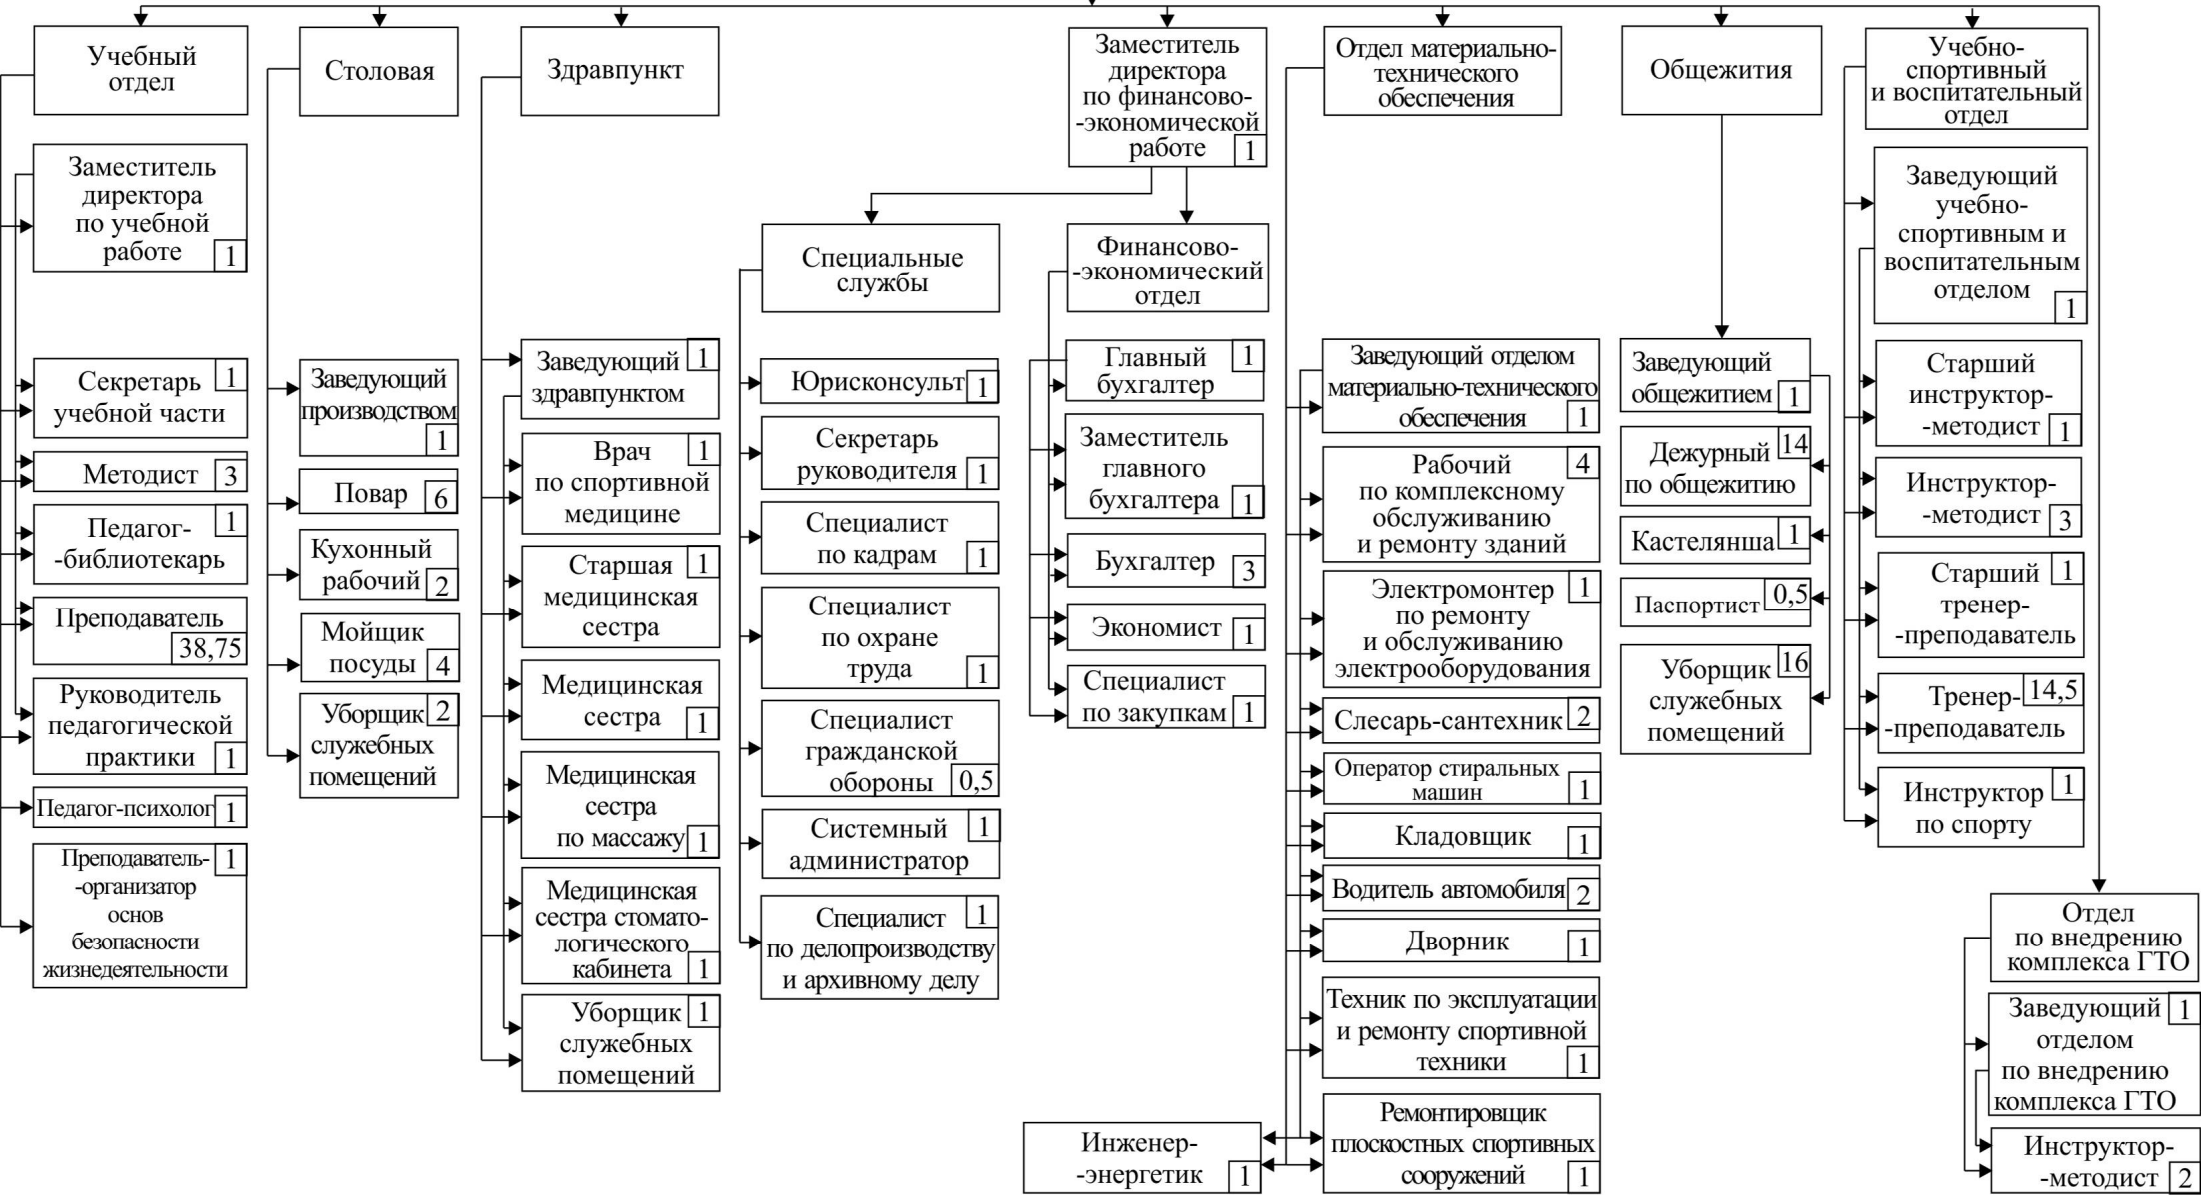 Учебный
отдел
Заместитель
директора
по учебной
работе 1
Секретарь 1
учебной части
Методист 3
Педагог- 1
-библиотекарь
Преподаватель
38,75
Руководитель
педагогической
практики 1
Педагог-психолог 1
Преподаватель- 1
-организатор
основ
безопасности
жизнедеятельности
Столовая
Заведующий
производством
1
Повар 6
Кухонный
рабочий 2
Мойщик
посуды 4
Уборщик 2
служебных
помещений
Здравпункт
Заведующий 1
здравпунктом
Врач 1
по спортивной
медицине
Старшая 1
медицинская
сестра
Медицинская
сестра 1
Медицинская
сестра
по массажу 1
Медицинская
сестра стомато-
логического
кабинета 1
Уборщик 1
служебных
помещений
Заместитель
директора
по финансово-
-экономической
работе 1
Специальные
службы
Юрисконсульт 1
Секретарь
руководителя 1
Специалист
по кадрам 1
Специалист
по охране
труда 1
Специалист
гражданской
обороны 0,5
Системный 1
администратор
Специалист 1
по делопроизводству
и архивному делу
Финансово-
-экономический
отдел
Главный 1
бухгалтер
Заместитель
главного
бухгалтера 1
Бухгалтер 3
Экономист 1
Специалист
по закупкам 1
Отдел материально-
технического
обеспечения
Заведующий отделом
материально-технического
обеспечения 1
Рабочий 4
по комплексному
обслуживанию
и ремонту зданий
Электромонтер 1
по ремонту
и обслуживанию
электрооборудования
Слесарь-сантехник 2
Оператор стиральных
машин 1
Кладовщик 1
Водитель автомобиля 2
Дворник 1
Техник по эксплуатации
и ремонту спортивной
техники 1
Ремонтировщик
плоскостных спортивных
сооружений 1
Инженер-
-энергетик 1
Общежития
Заведующий
общежитием 1
Дежурный 14
по общежитию
Кастелянша 1
Паспортист 0,5
Уборщик 16
служебных
помещений
Учебно-
спортивный
и воспитательный
отдел
Заведующий
учебно-
спортивным и
воспитательным
отделом
1
Старший
инструктор-
-методист 1
Инструктор-
-методист 3
Старший 1
тренер-
-преподаватель
Тренер- 14,5
-преподаватель
Инструктор 1
по спорту
Отдел
по внедрению
комплекса ГТО
Заведующий 1
отделом
по внедрению
комплекса ГТО
Инструктор-
-методист 2